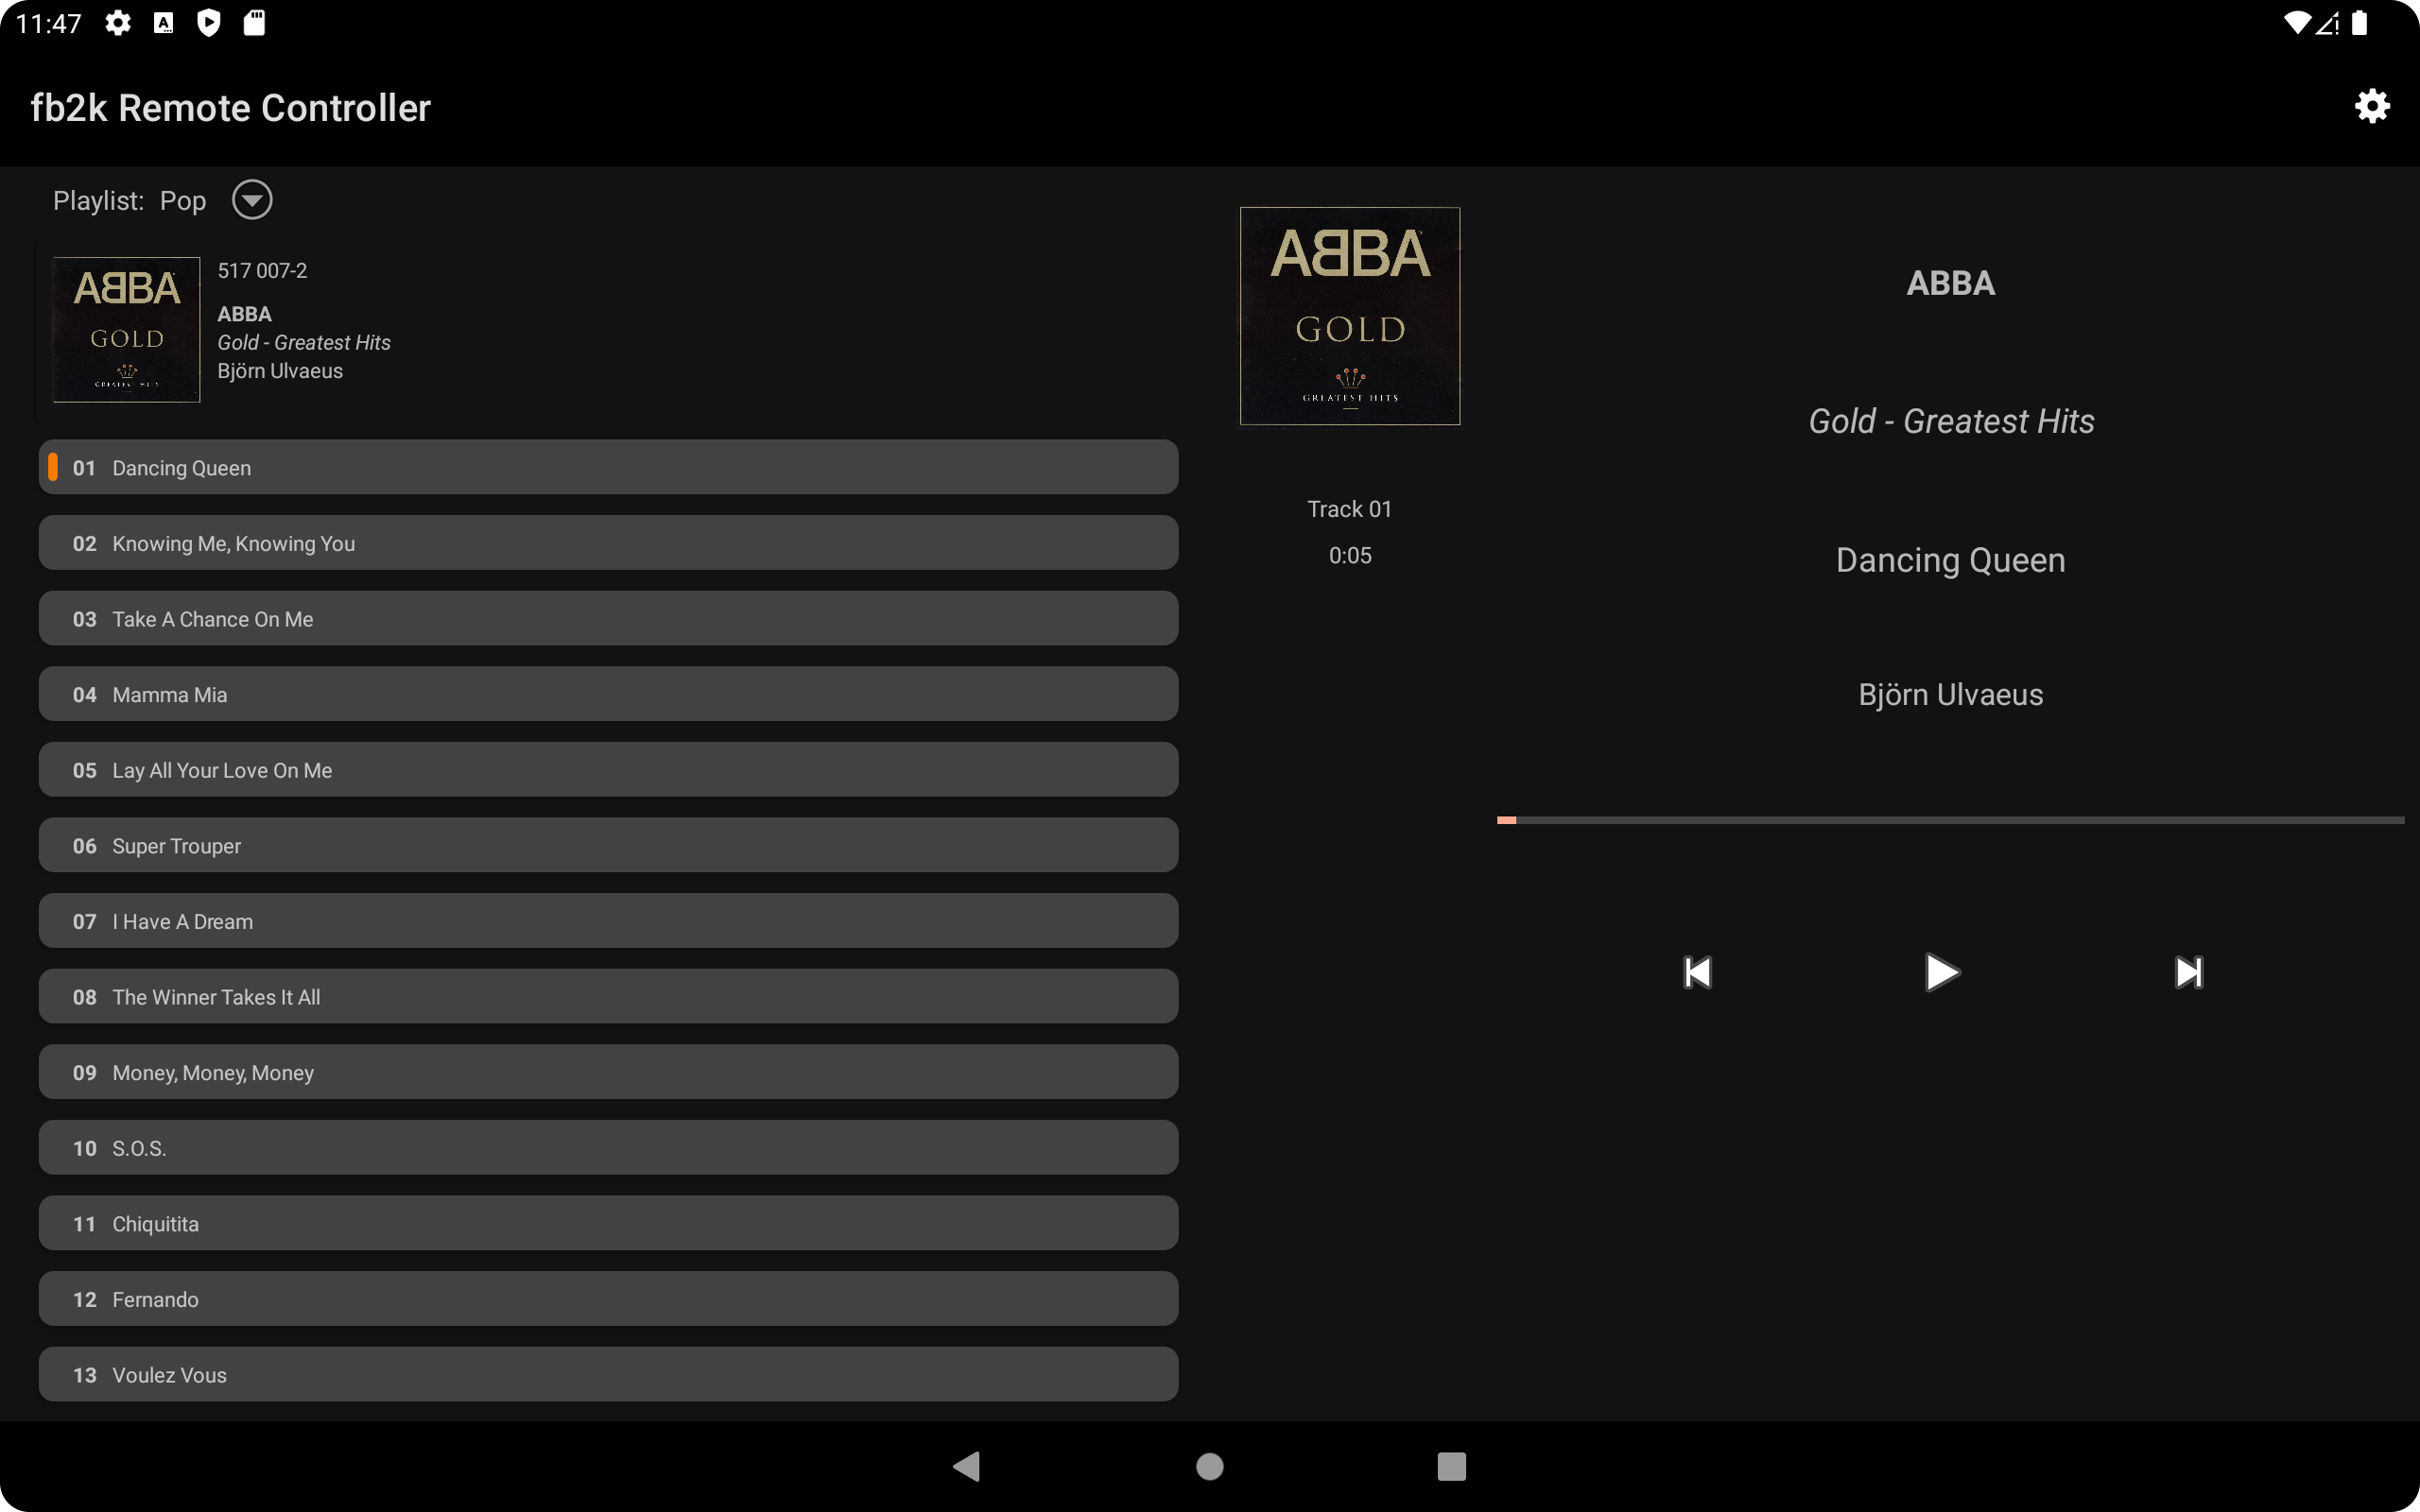 11:47
fb2k Remote Controller
Playlist: Pop
ABBA
GOLD
GREATEST HITS
517 007-2
ABBA
Gold - Greatest Hits
Björn Ulvaeus
01 Dancing Queen
02 Knowing Me, Knowing You
03 Take A Chance On Me
04 Mamma Mia
05 Lay All Your Love On Me
06 Super Trouper
07 I Have A Dream
08 The Winner Takes It All
09 Money, Money, Money
10 S.O.S.
11 Chiquitita
12 Fernando
13 Voulez Vous
ABBA
GOLD
GREATEST HITS
Track 01
0:05
ABBA
Gold - Greatest Hits
Dancing Queen
Björn Ulvaeus